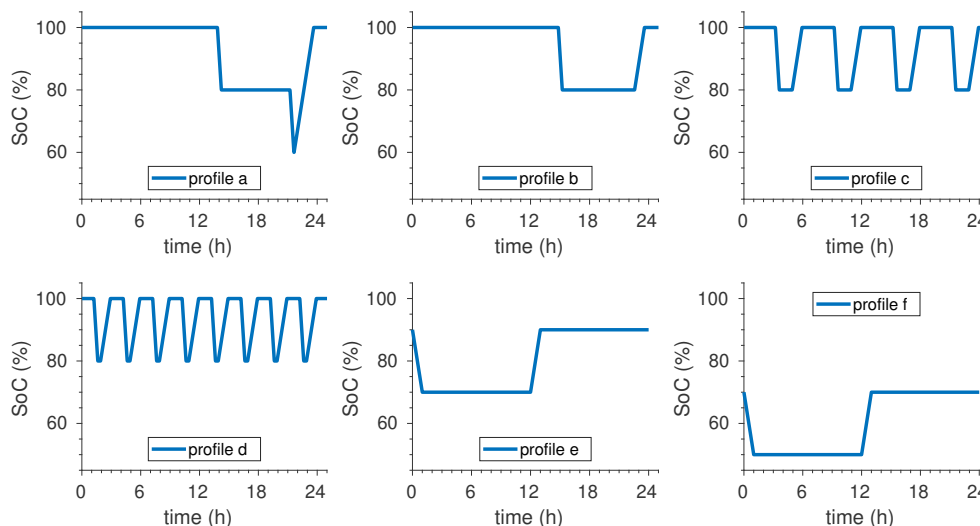 100
80
60
SoC (%)
profile a
0 6 12 18 24
time (h)
100
80
60
SoC (%)
profile b
0 6 12 18 24
time (h)
100
80
60
SoC (%)
profile c
0 6 12 18 24
time (h)
100
80
60
SoC (%)
profile d
0 6 12 18 24
time (h)
100
80
60
SoC (%)
profile e
0 6 12 18 24
time (h)
100
80
60
SoC (%)
profile f
0 6 12 18 24
time (h)